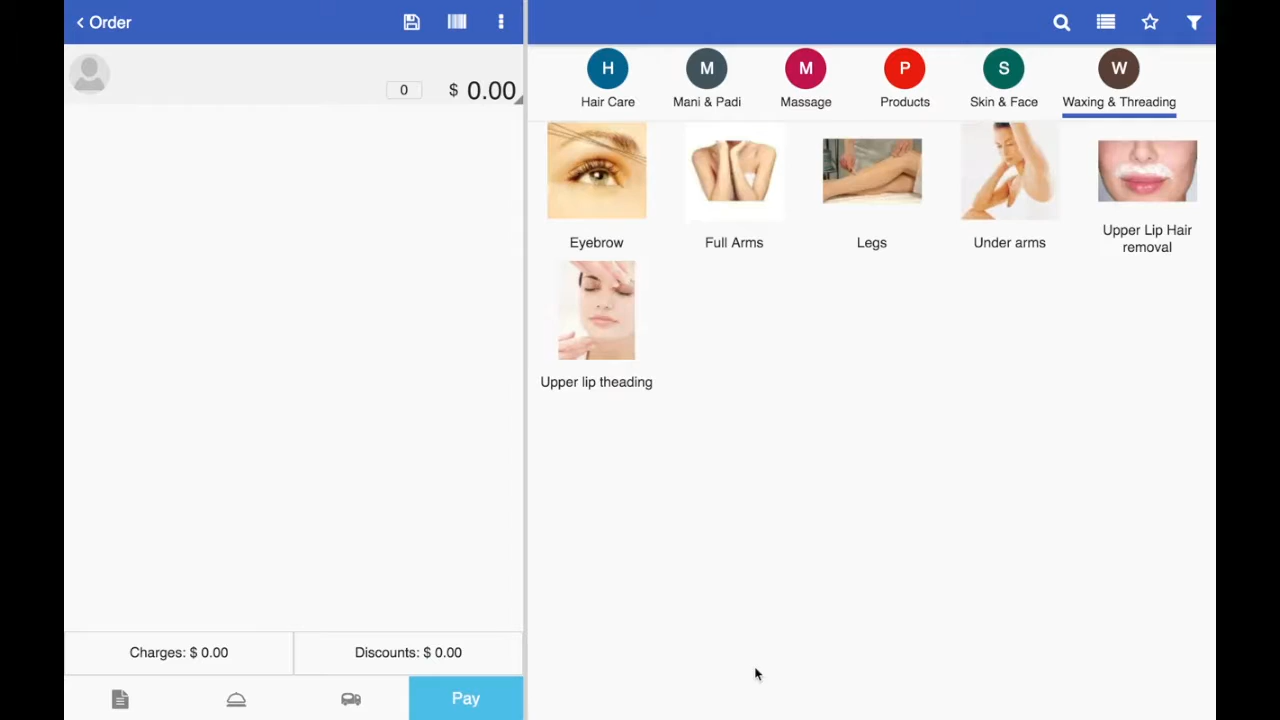 Order
0
$ 0.00
Charges: $ 0.00
Discounts: $ 0.00
Pay
H
M
M
P
S
W
Hair Care
Mani & Padi
Massage
Products
Skin & Face
Waxing & Threading
Eyebrow
Full Arms
Legs
Under arms
Upper Lip Hair
removal
Upper lip theading